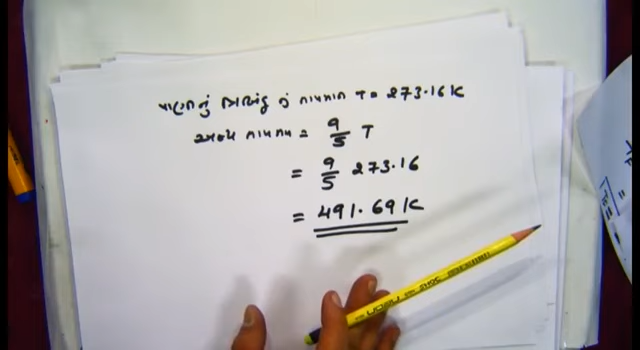 પાણીનું ત્રિબિંદુ નું તાપમાન T = 273.16 K
તાપમાન = 9/5 T
= 9/5 273.16
= 491.69 K